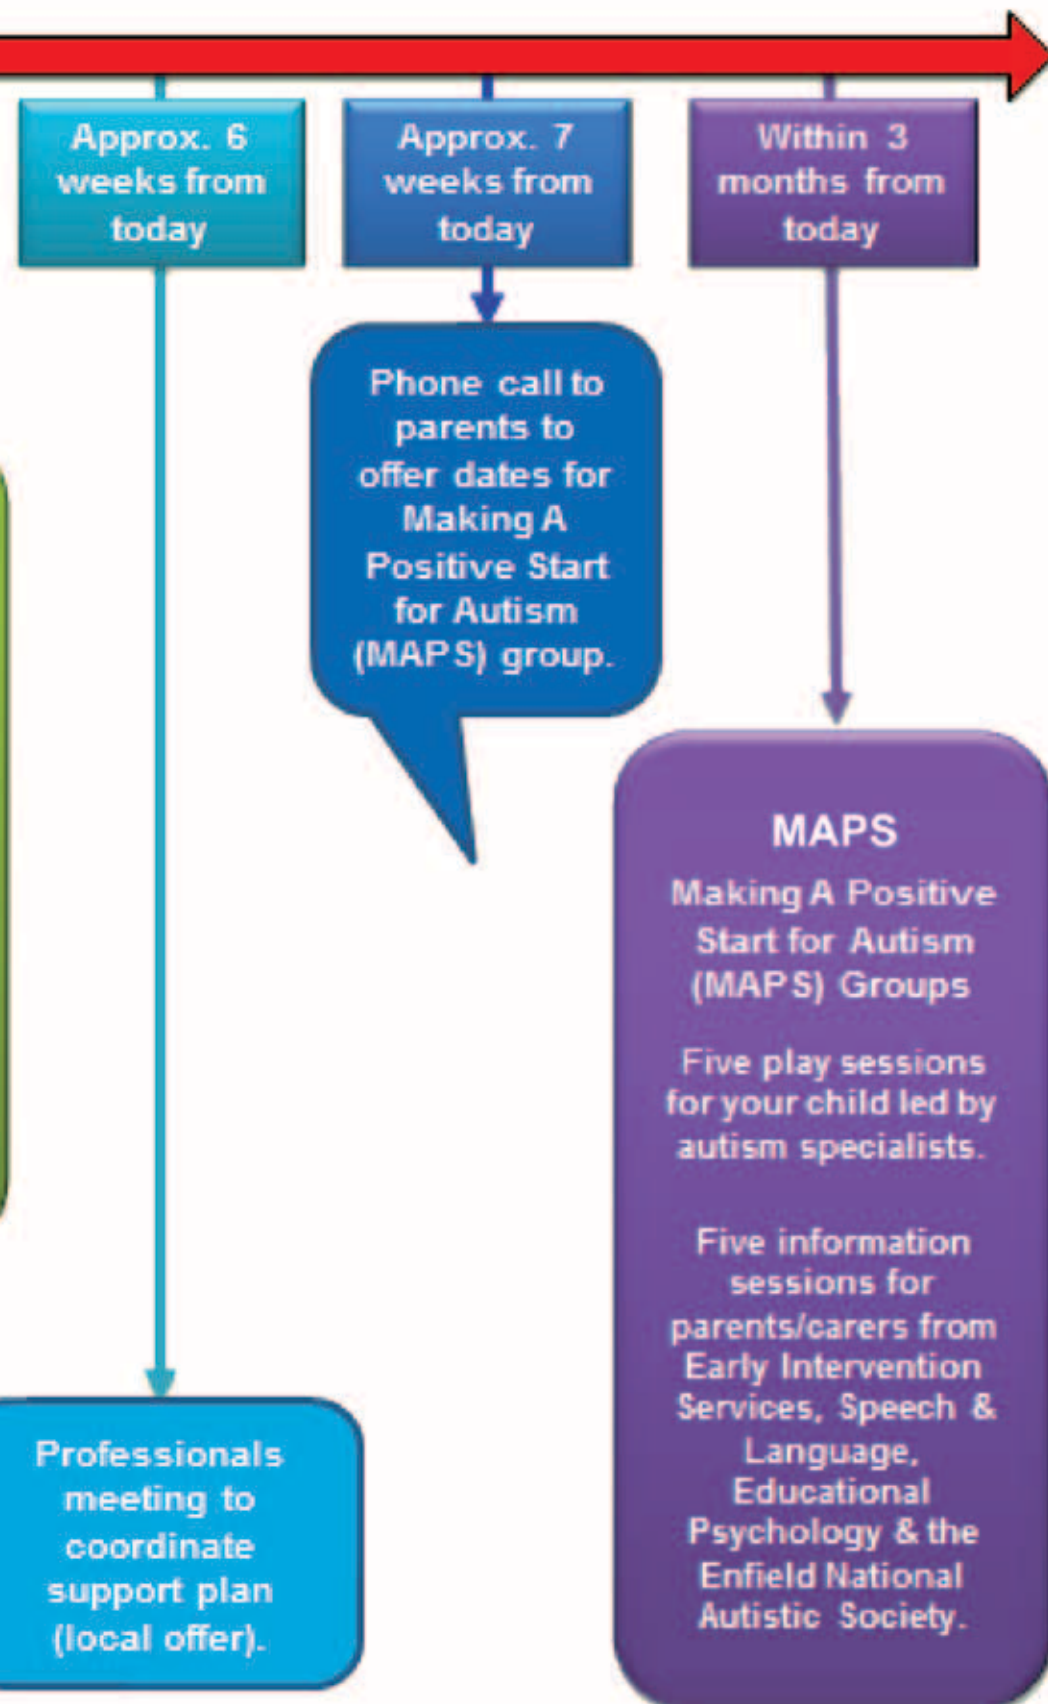 Approx. 6
weeks from
today
Approx. 7
weeks from
today
Within 3
months from
today
Phone call to
parents to
offer dates for
Making A
Positive Start
for Autism
(MAPS) group.
MAPS
Making A Positive
Start for Autism
(MAPS) Groups
Five play sessions
for your child led by
autism specialists.
Five information
sessions for
parents/carers from
Early Intervention
Services, Speech &
Language,
Educational
Psychology & the
Enfield National
Autistic Society.
Professionals
meeting to
coordinate
support plan
(local offer).